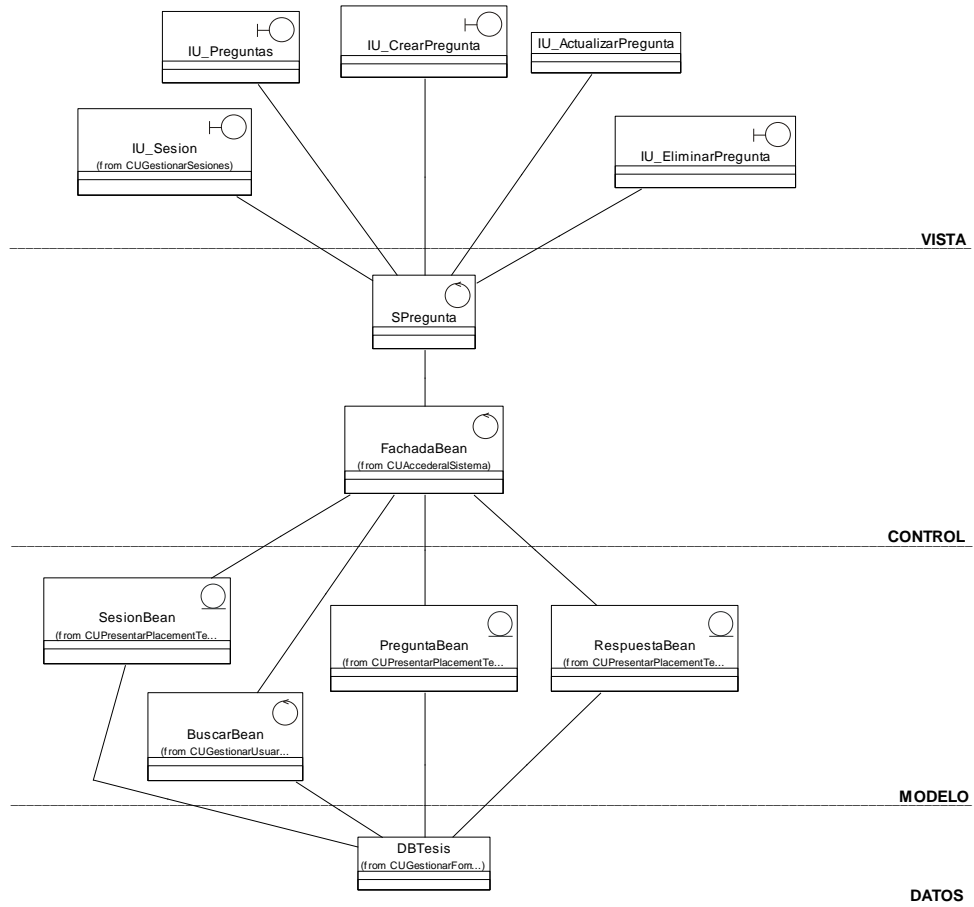 IU_Preguntas
IU_CrearPregunta
IU_ActualizarPregunta
IU_Sesion
(from CUGestionarSesiones)
IU_EliminarPregunta
VISTA
SPregunta
FachadaBean
(from CUAccederalSistema)
CONTROL
SesionBean
(from CUPresentarPlacementTe...
PreguntaBean
(from CUPresentarPlacementTe...
RespuestaBean
(from CUPresentarPlacementTe...
BuscarBean
(from CUGestionarUsuar...
MODELO
DBTesis
(from CUGestionarForn...)
DATOS